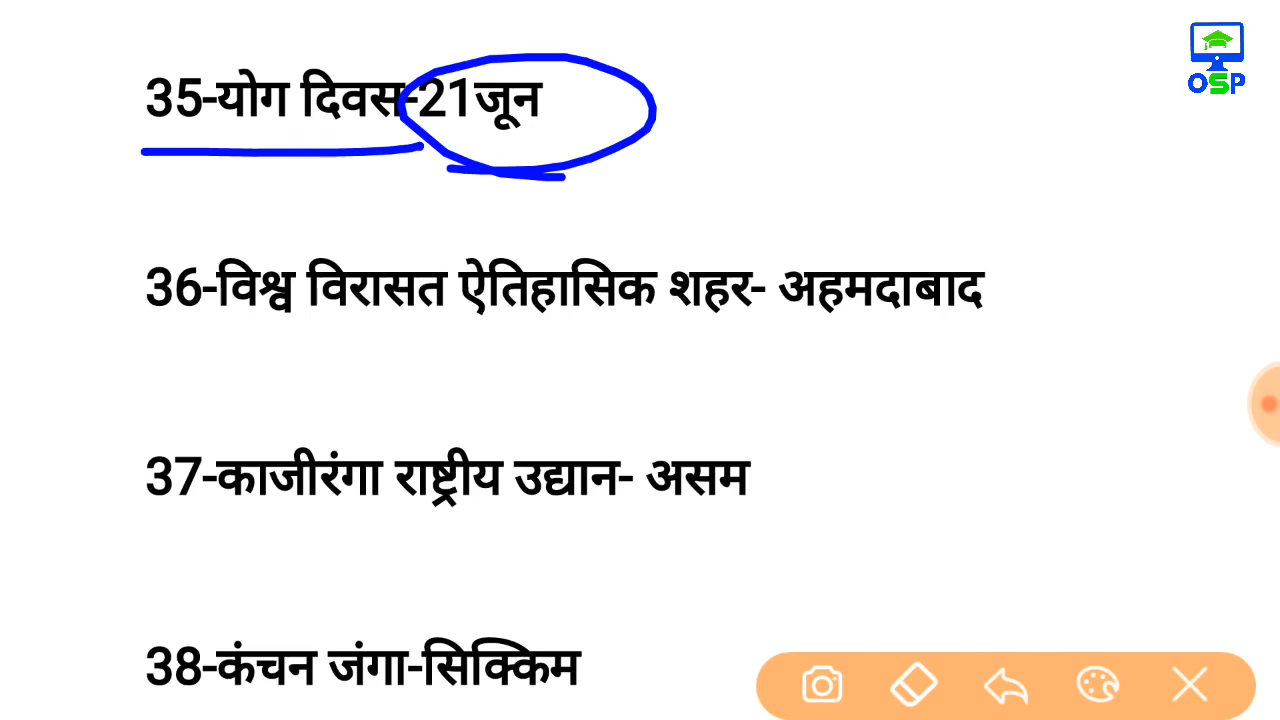 OSP
35-योग दिवस-21जून
36-विश्व विरासत ऐतिहासिक शहर- अहमदाबाद
37-काजीरंगा राष्ट्रीय उद्यान- असम
38-कंचन जंगा-सिक्किम